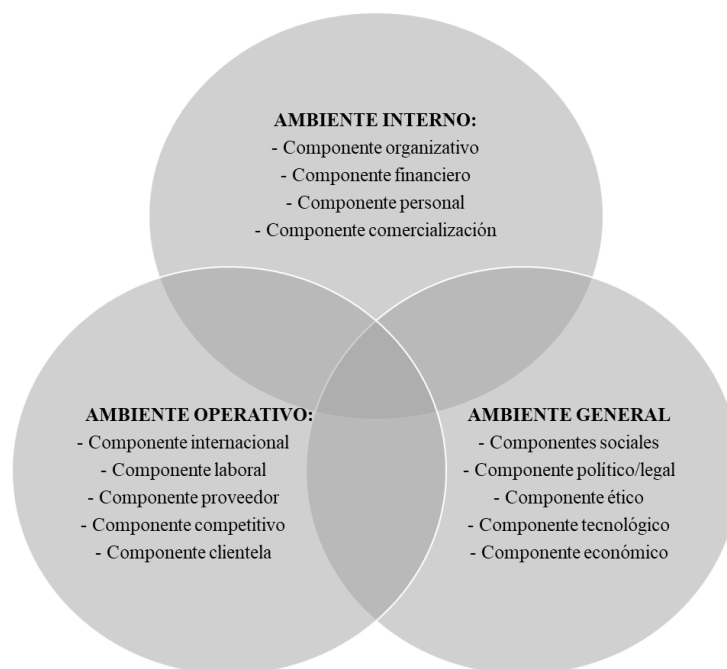 AMBIENTE INTERNO:
- Componente organizativo
- Componente financiero
- Componente personal
- Componente comercialización
AMBIENTE OPERATIVO:
- Componente internacional
- Componente laboral
- Componente proveedor
- Componente competitivo
- Componente clientela
AMBIENTE GENERAL
- Componentes sociales
- Componente político/legal
- Componente ético
- Componente tecnológico
- Componente económico